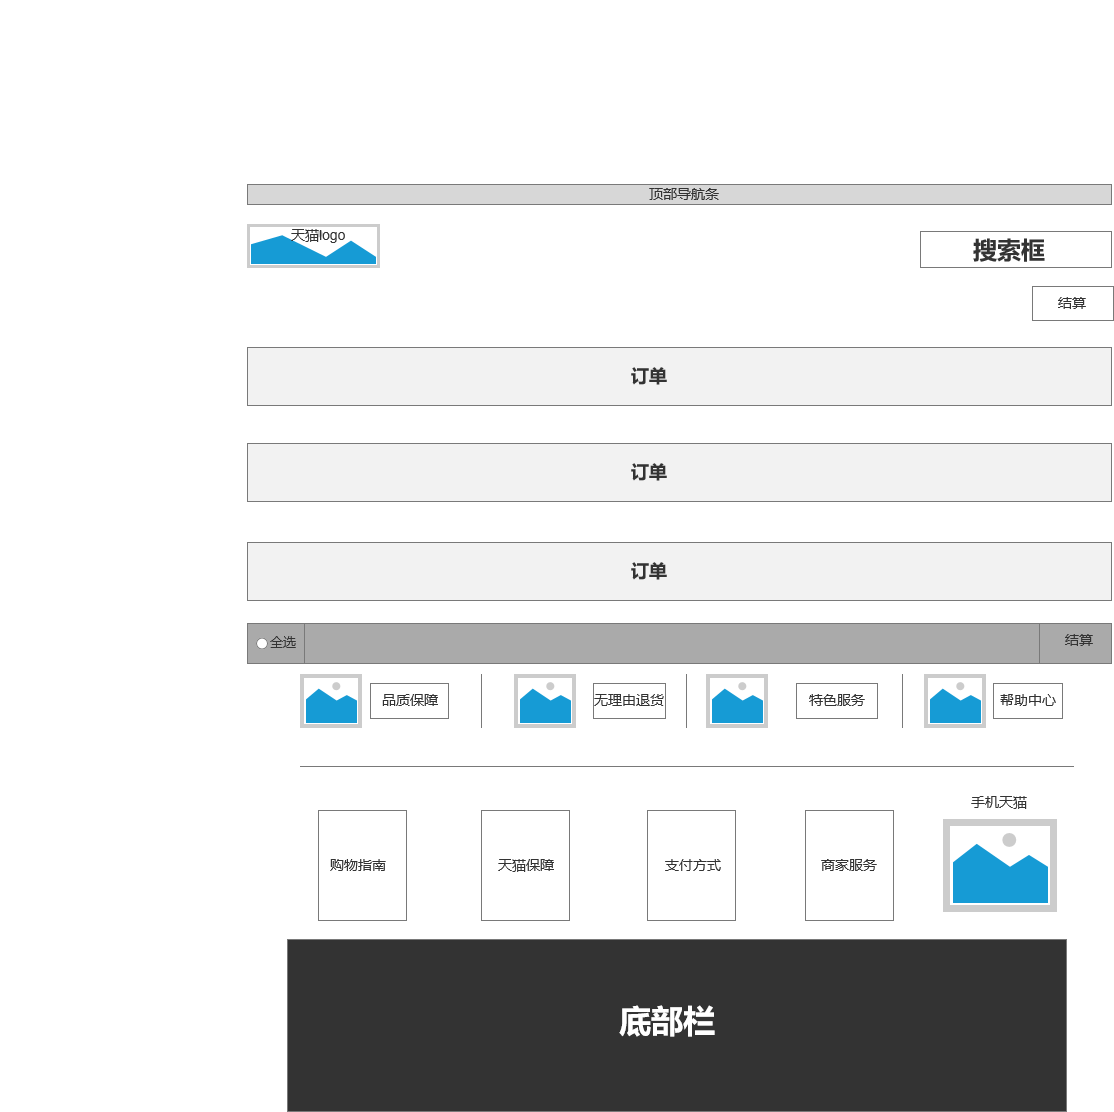 顶部导航条
天猫logo
搜索框
结算
订单
订单
订单
全选
结算
品质保障
无理由退货
特色服务
帮助中心
手机天猫
购物指南
天猫保障
支付方式
商家服务
底部栏